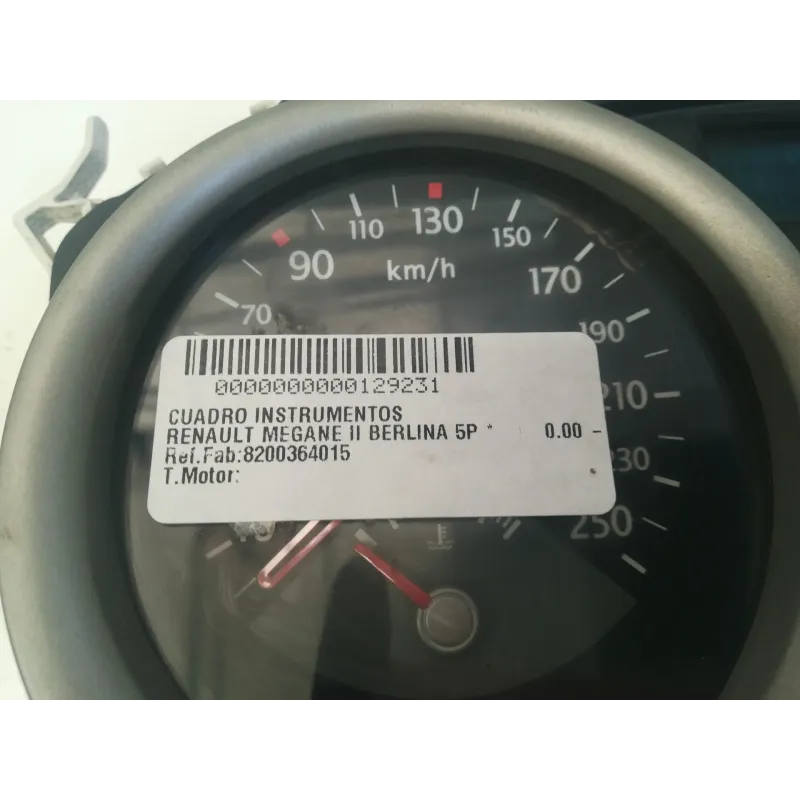 130
110
150
90
km/h
170
70
190
0000000000129231
210
CUADRO INSTRUMENTOS
RENAULT MEGANE II BERLINA 5P * 0.00 -
Ref.Fab:8200364015
230
T.Motor:
250